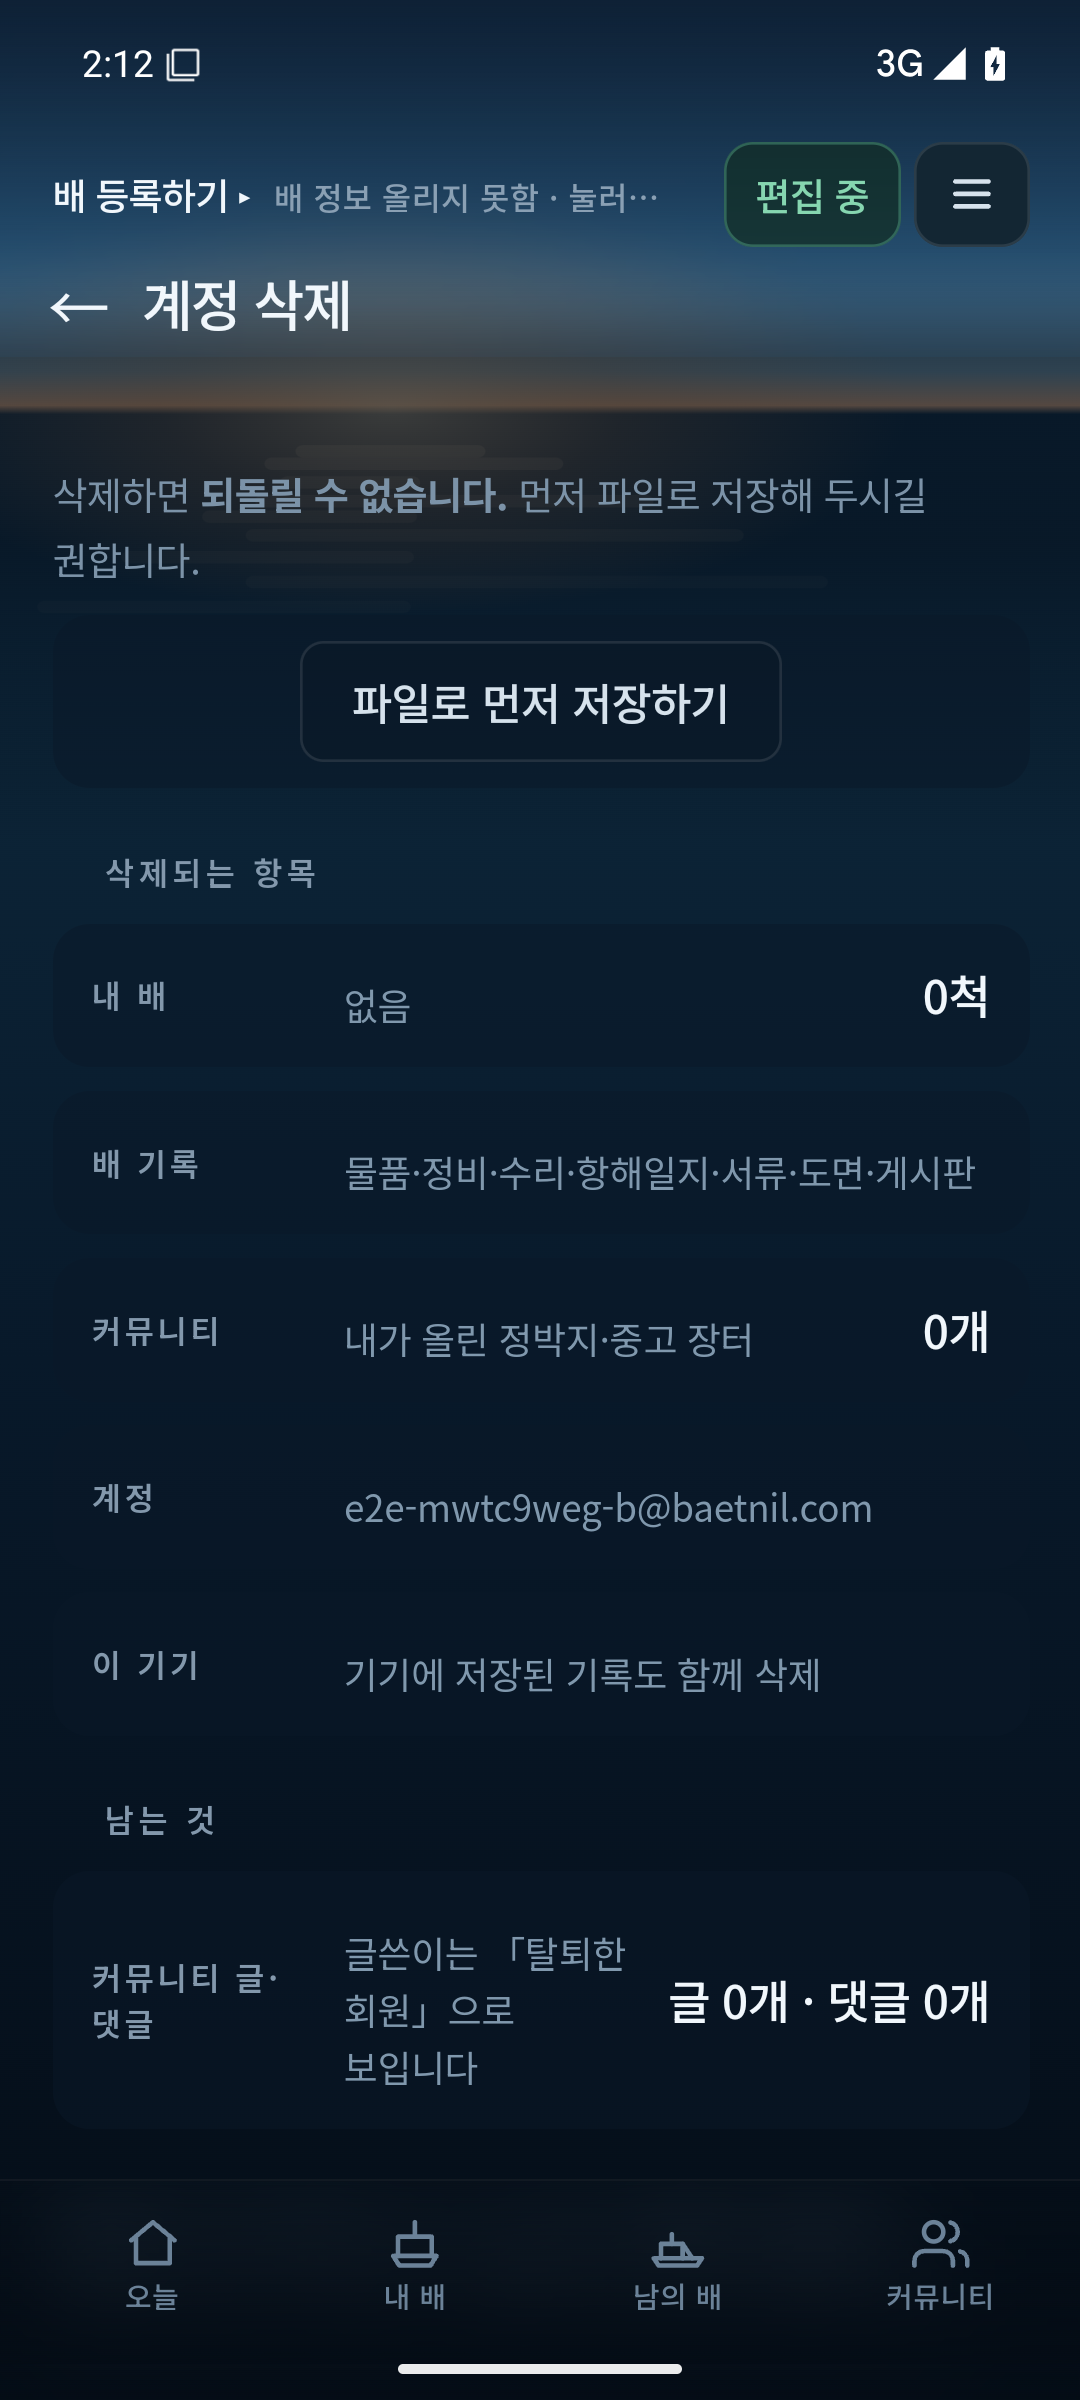 2:12
3G
배 등록하기 ▸ 배 정보 올리지 못함 · 눌러…
편집 중
← 계정 삭제
삭제하면 되돌릴 수 없습니다. 먼저 파일로 저장해 두시길
권합니다.
파일로 먼저 저장하기
삭제되는 항목
내 배 없음 0척
배 기록 물품·정비·수리·항해일지·서류·도면·게시판
커뮤니티 내가 올린 정박지·중고 장터 0개
계정 e2e-mwtc9weg-b@baetnil.com
이 기기 기기에 저장된 기록도 함께 삭제
남는 것
커뮤니티 글·
댓글
글쓴이는 「탈퇴한
회원」으로
보입니다
글 0개 · 댓글 0개
오늘
내 배
남의 배
커뮤니티